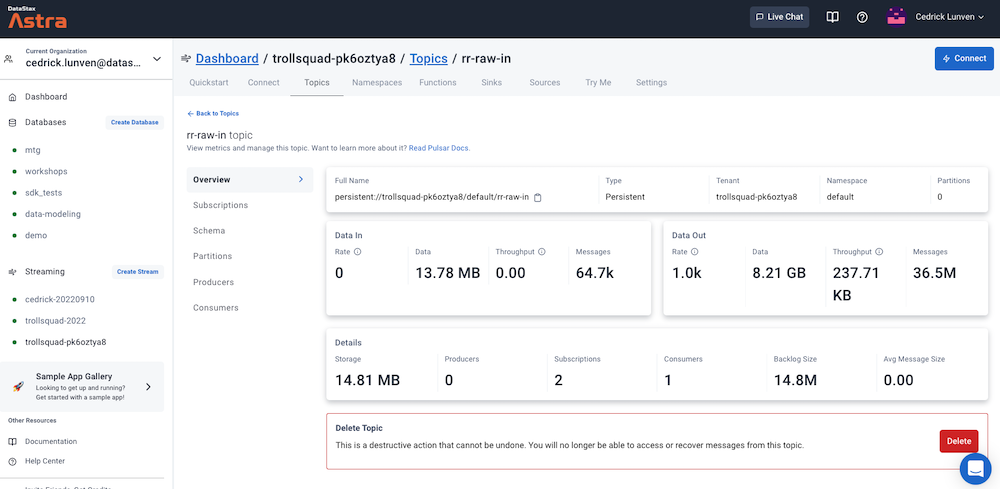 DataStax
Astra
Live Chat
Cedrick Lunven
Current Organization
cedrick.lunven@datas...
Dashboard
Databases
Create Database
mtg
workshops
sdk_tests
data-modeling
demo
Streaming
Create Stream
cedrick-20220910
trollsquad-2022
trollsquad-pk6oztya8
Sample App Gallery
Looking to get up and running?
Get started with a sample app!
Other Resources
Documentation
Help Center
Invite Friends, Get Credits
Dashboard / trollsquad-pk6oztya8 / Topics / rr-raw-in
Connect
Quickstart Connect Topics Namespaces Functions Sinks Sources Try Me Settings
Back to Topics
rr-raw-in topic
View metrics and manage this topic. Want to learn more about it? Read Pulsar Docs.
Overview
Subscriptions
Schema
Partitions
Producers
Consumers
Full Name Type Tenant Namespace Partitions
persistent://trollsquad-pk6oztya8/default/rr-raw-in Persistent trollsquad-pk6oztya8 default 0
Data In
Rate Data Throughput Messages
0 13.78 MB 0.00 64.7k
Data Out
Rate Data Throughput Messages
1.0k 8.21 GB 237.71 KB 36.5M
Details
Storage Producers Subscriptions Consumers Backlog Size Avg Message Size
14.81 MB 0 2 1 14.8M 0.00
Delete Topic
This is a destructive action that cannot be undone. You will no longer be able to access or recover messages from this topic.
Delete